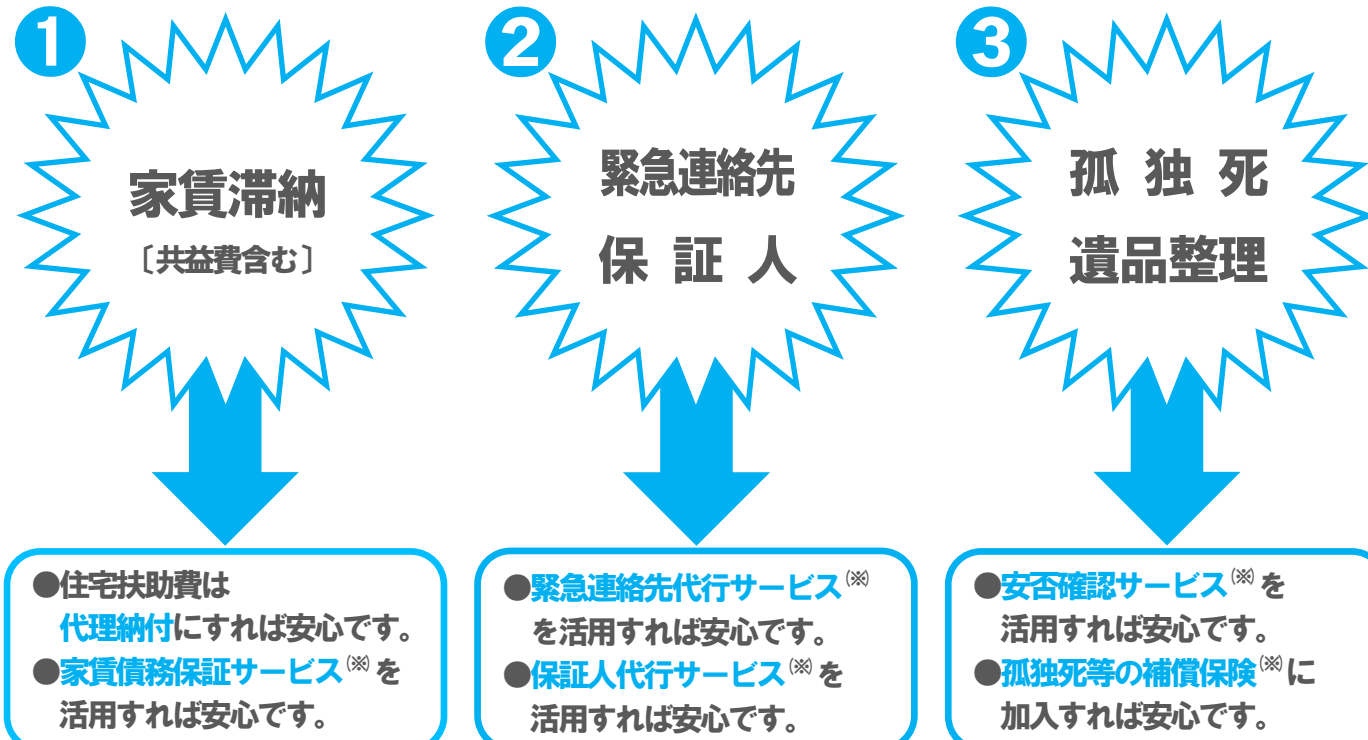 1
家賃滞納
〔共益費含む〕
●住宅扶助費は
代理納付にすれば安心です。
●家賃債務保証サービス(※)を
活用すれば安心です。
2
緊急連絡先
保証人
●緊急連絡先代行サービス(※)
を活用すれば安心です。
●保証人代行サービス(※)を
活用すれば安心です。
3
孤独死
遺品整理
●安否確認サービス(※)を
活用すれば安心です。
●孤独死等の補償保険(※)に
加入すれば安心です。